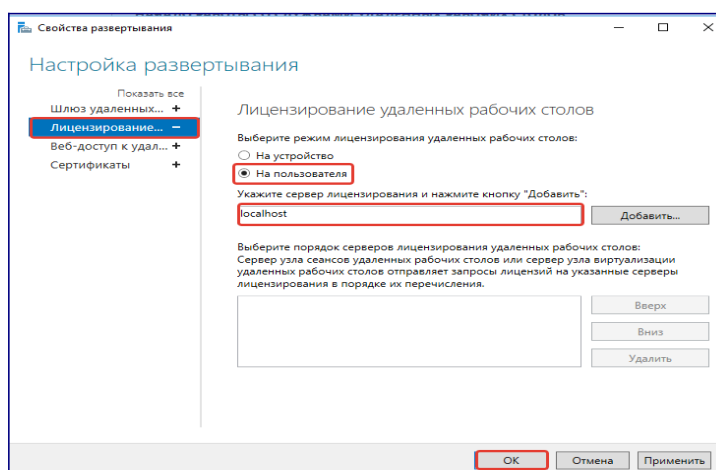 Свойства развертывания
Настройка развертывания
Показать все
Шлюз удаленных... +
Лицензирование... –
Веб-доступ к удал... +
Сертификаты +
Лицензирование удаленных рабочих столов
Выберите режим лицензирования удаленных рабочих столов:
На устройство
На пользователя
Укажите сервер лицензирования и нажмите кнопку "Добавить":
localhost
Добавить...
Выберите порядок серверов лицензирования удаленных рабочих столов:
Сервер узла сеансов удаленных рабочих столов или сервер узла виртуализации
удаленных рабочих столов отправляет запросы лицензий на указанные серверы
лицензирования в порядке их перечисления.
Вверх
Вниз
Удалить
ОК
Отмена
Применить